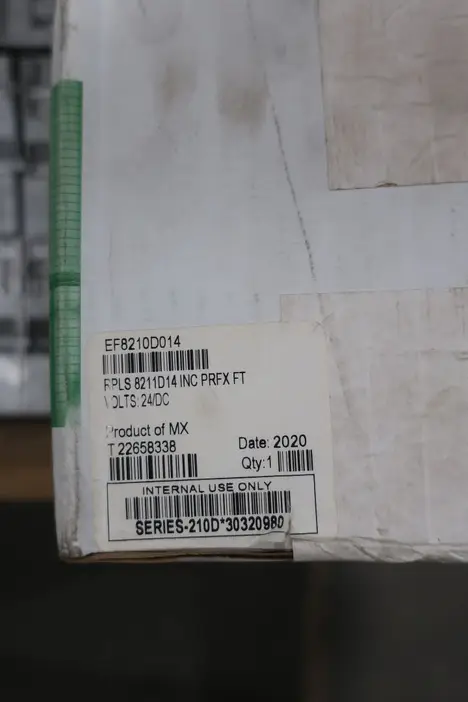 EF8210D014
RPLS 8211D14 INC PRFX FT
VOLTS: 24/DC
Product of MX
T 22658338
Date: 2020
Qty:1
INTERNAL USE ONLY
SERIES-210D*30320980